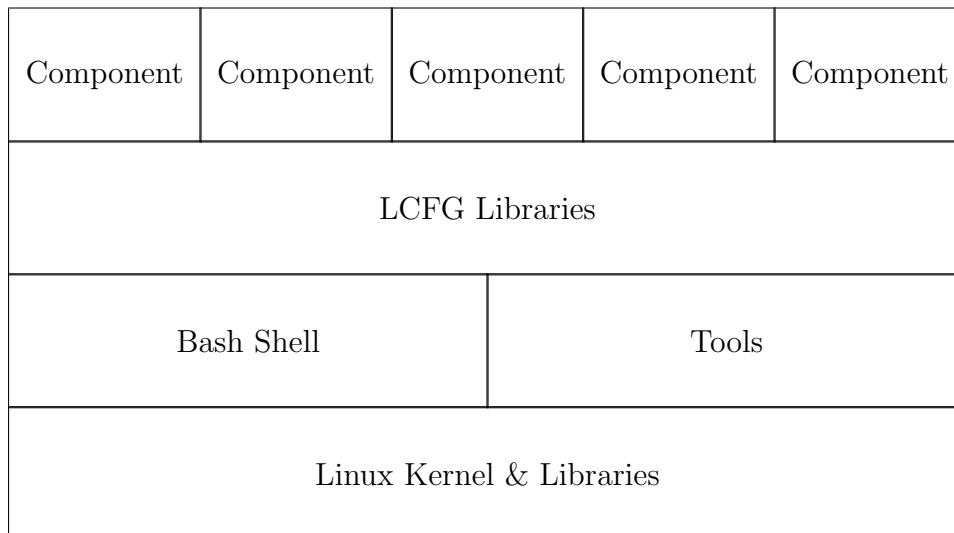 Component Component Component Component Component
LCFG Libraries
Bash Shell Tools
Linux Kernel & Libraries